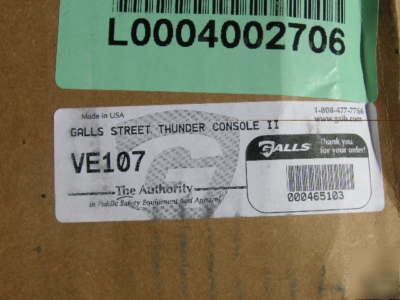 L0004002706
Made in USA
1-800-477-7766
www.galls.com
GALLS STREET THUNDER CONSOLE II
VE107
GALLS
Thank you
for your order!
000465103
The Authority
in Public Safety Equipment and Apparel